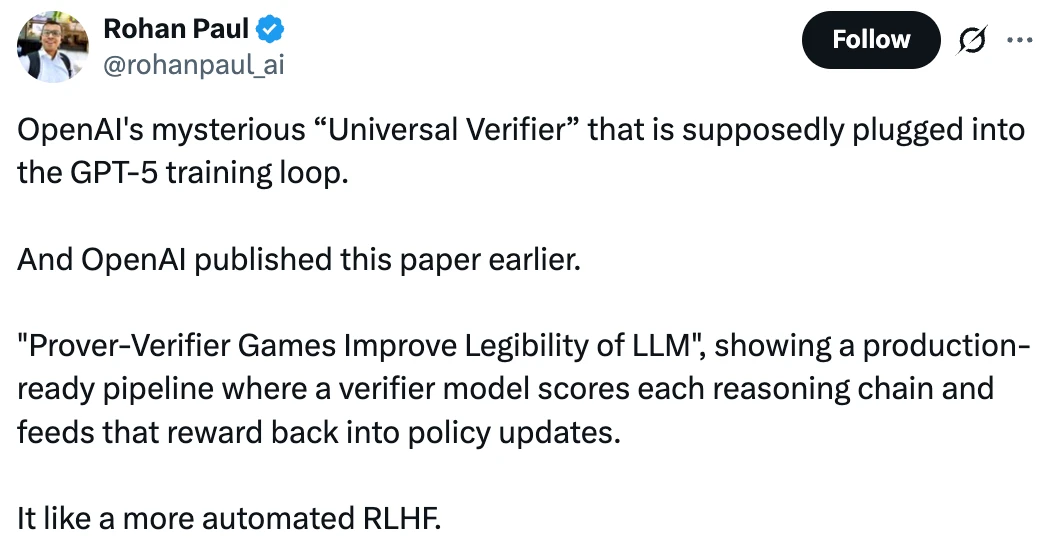 Rohan Paul
@rohanpaul_ai
Follow
OpenAI's mysterious “Universal Verifier” that is supposedly plugged into
the GPT-5 training loop.
And OpenAI published this paper earlier.
"Prover-Verifier Games Improve Legibility of LLM", showing a production-
ready pipeline where a verifier model scores each reasoning chain and
feeds that reward back into policy updates.
It like a more automated RLHF.